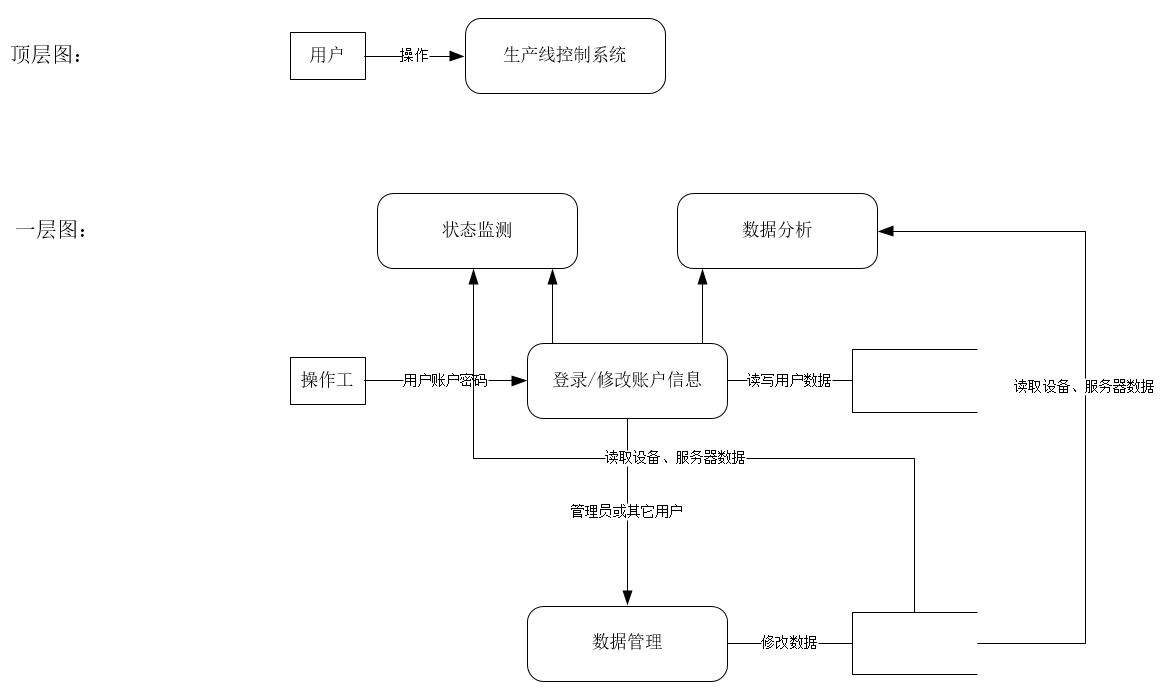 顶层图：
用户
操作
生产线控制系统
一层图：
状态监测
数据分析
操作工
用户账户密码
登录/修改账户信息
读写用户数据
读取设备、服务器数据
读取设备、服务器数据
管理员或其它用户
数据管理
修改数据